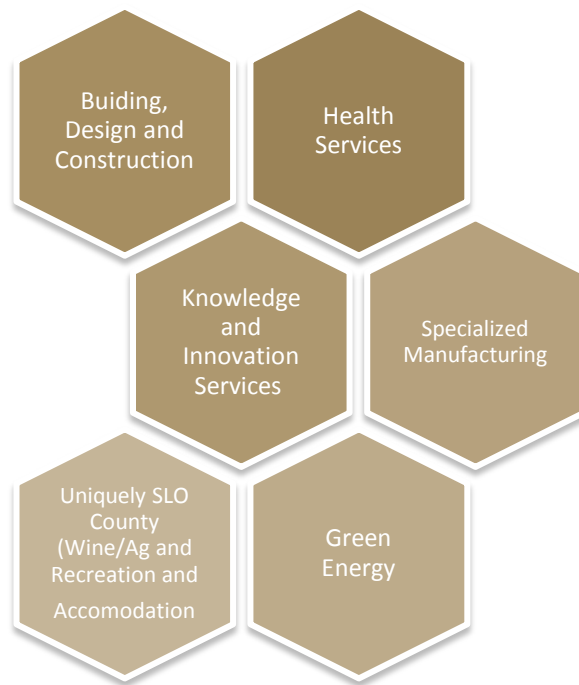 Buiding,
Design and
Construction
Health
Services
Knowledge
and
Innovation
Services
Specialized
Manufacturing
Uniquely SLO
County
(Wine/Ag and
Recreation and
Accomodation
Green
Energy